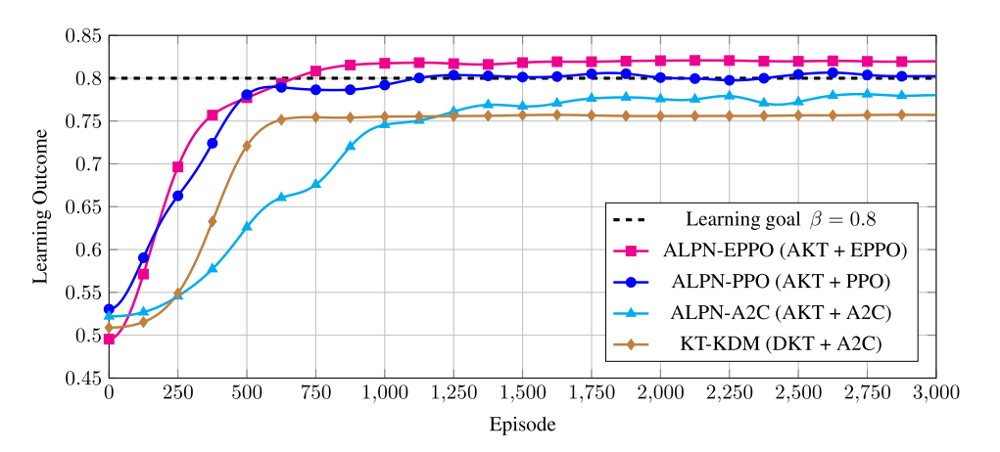 0.85
0.8
0.75
0.7
0.65
0.6
0.55
0.5
0.45
Learning Outcome
Learning goal β = 0.8
ALPN-EPPO (AKT + EPPO)
ALPN-PPO (AKT + PPO)
ALPN-A2C (AKT + A2C)
KT-KDM (DKT + A2C)
0 250 500 750 1,000 1,250 1,500 1,750 2,000 2,250 2,500 2,750 3,000
Episode